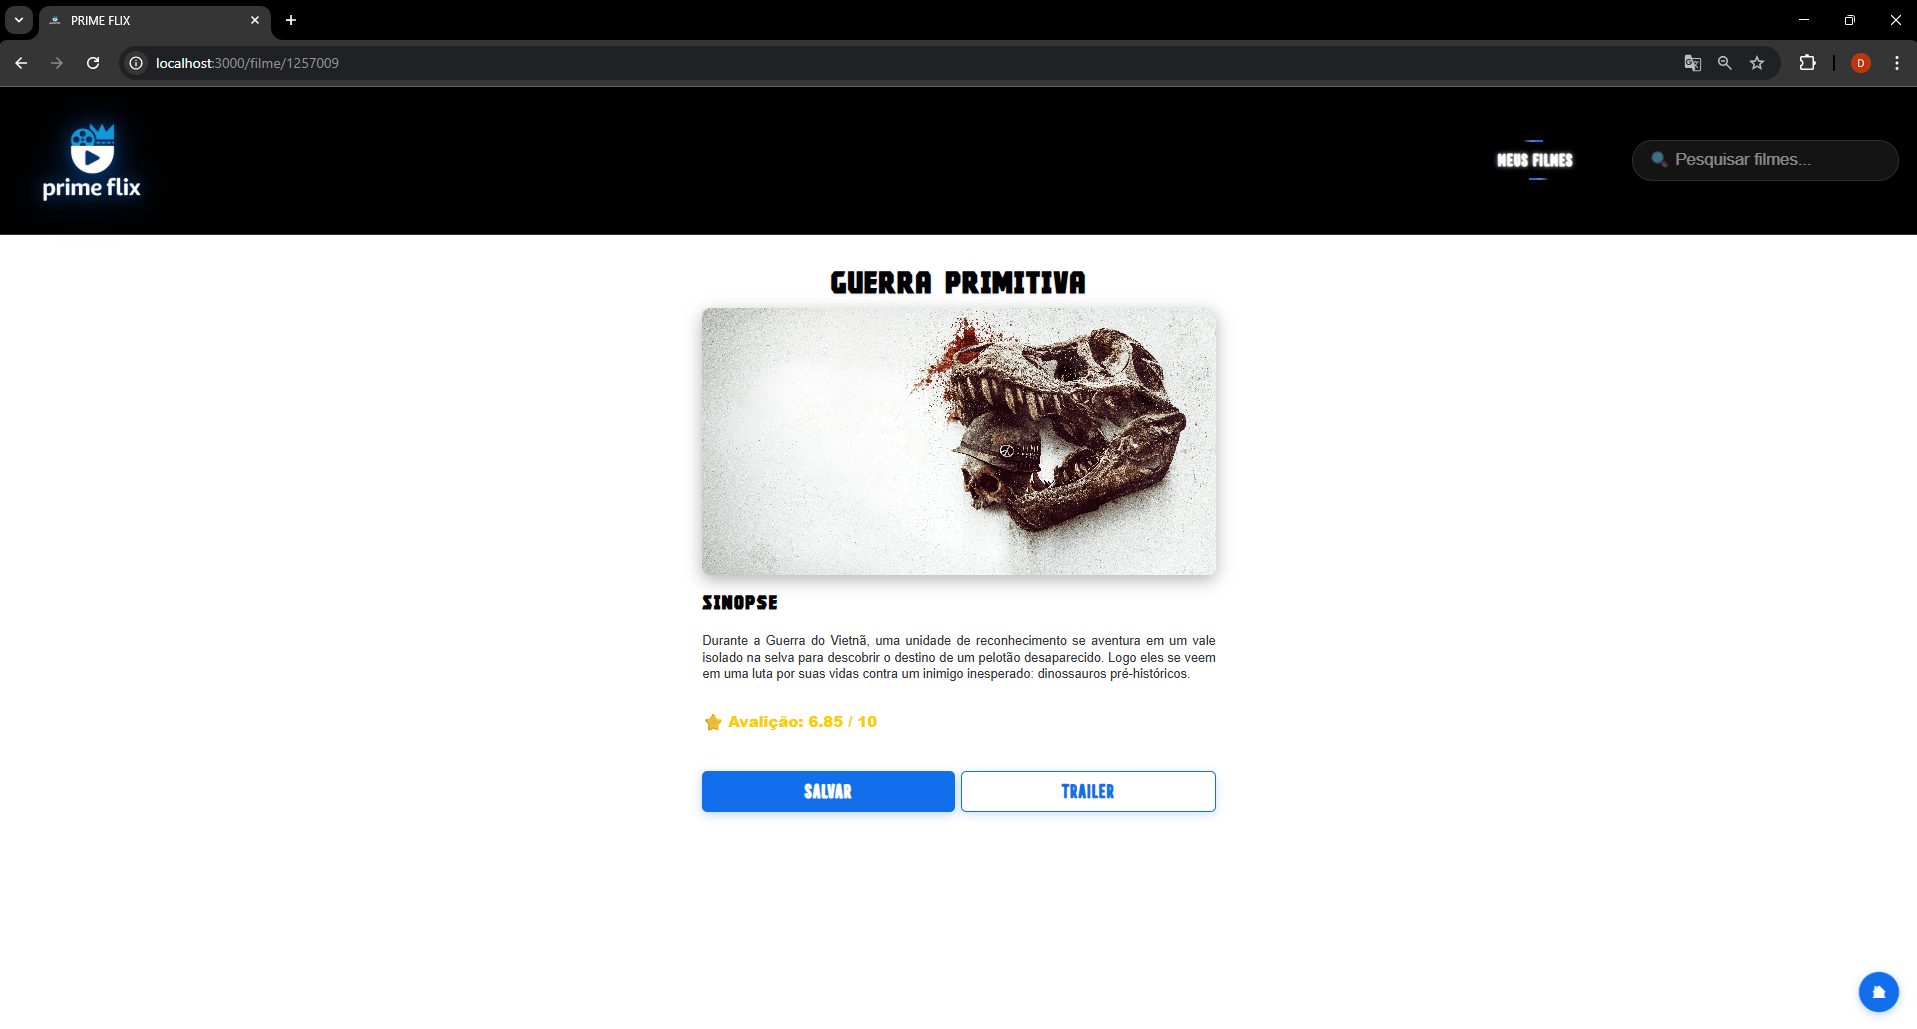 PRIME FLIX
localhost:3000/filme/1257009
D
prime flix
MEUS FILMES
Pesquisar filmes...
GUERRA PRIMITIVA
SINOPSE
Durante a Guerra do Vietnã, uma unidade de reconhecimento se aventura em um vale
isolado na selva para descobrir o destino de um pelotão desaparecido. Logo eles se veem
em uma luta por suas vidas contra um inimigo inesperado: dinossauros pré-históricos.
Avalição: 6.85 / 10
SALVAR
TRAILER